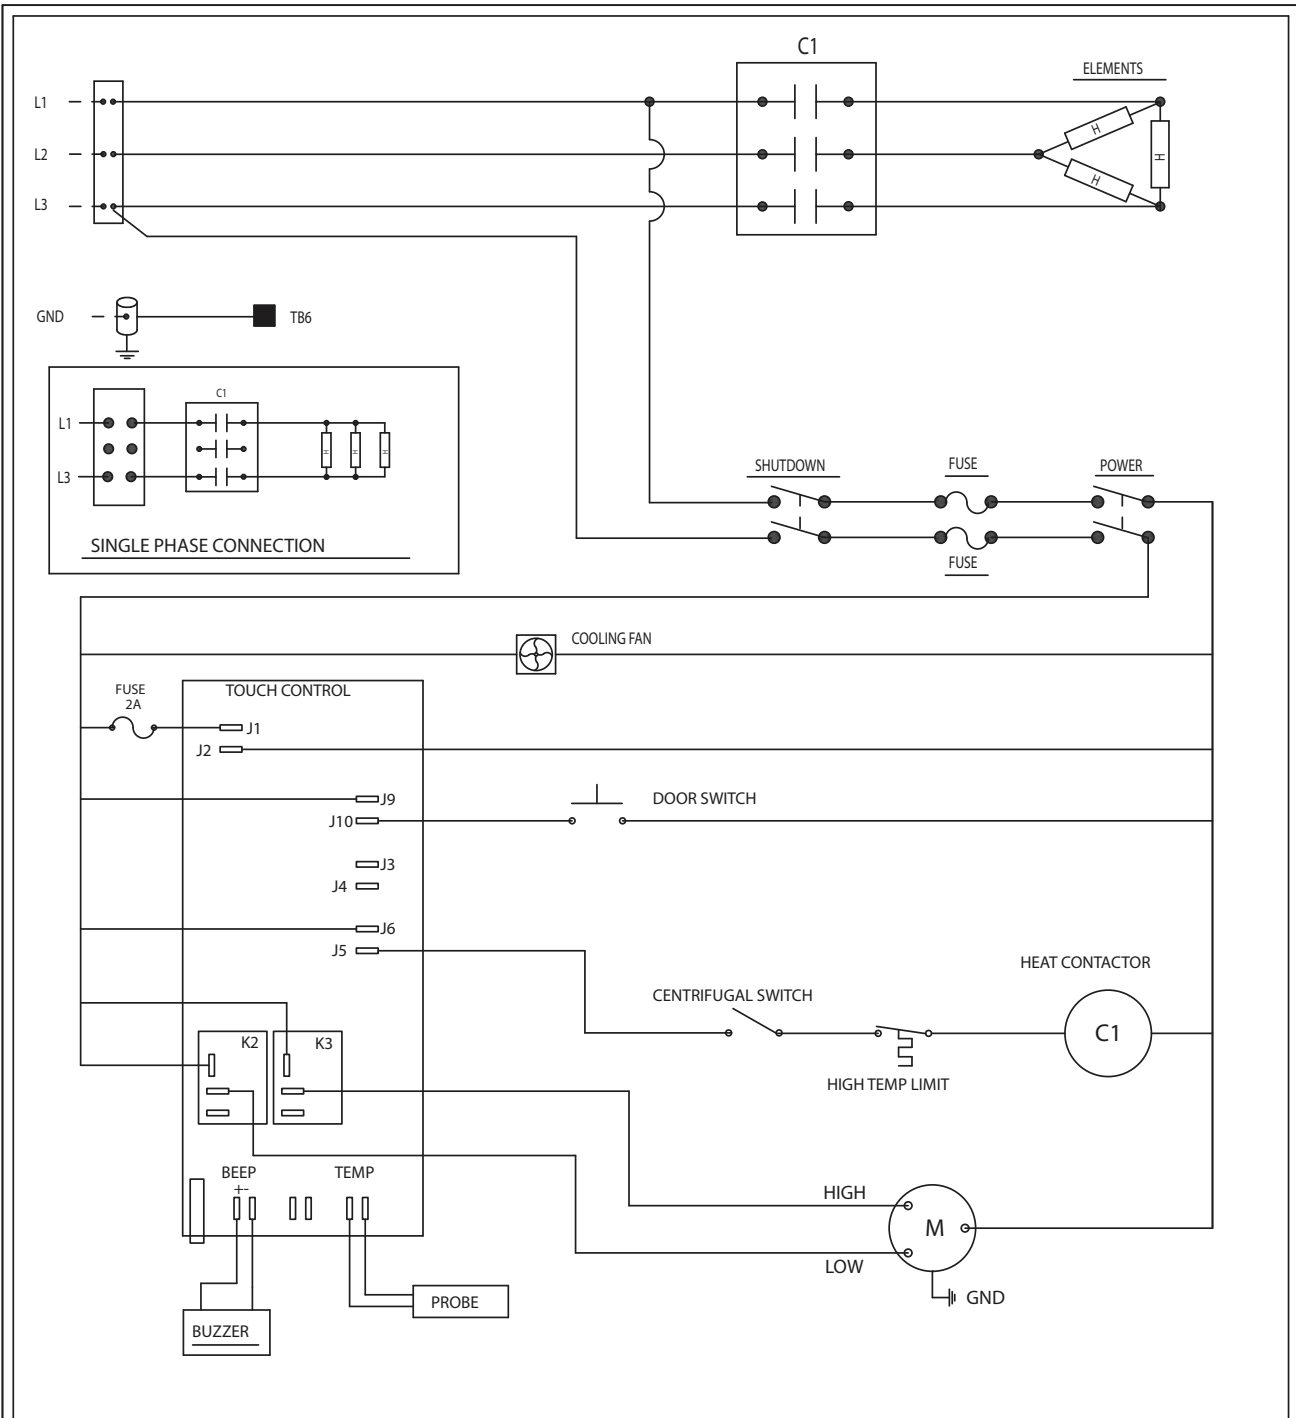 C1
ELEMENTS
L1
H
H
L2
H
L3
GND
TB6
C1
L1
H
H
H
L3
SINGLE PHASE CONNECTION
SHUTDOWN
FUSE
POWER
FUSE
COOLING FAN
FUSE
2A
TOUCH CONTROL
J1
J2
J9
DOOR SWITCH
J10
J3
J4
J6
J5
HEAT CONTACTOR
CENTRIFUGAL SWITCH
C1
K2
K3
HIGH TEMP LIMIT
BEEP
+-
TEMP
HIGH
M
LOW
GND
PROBE
BUZZER